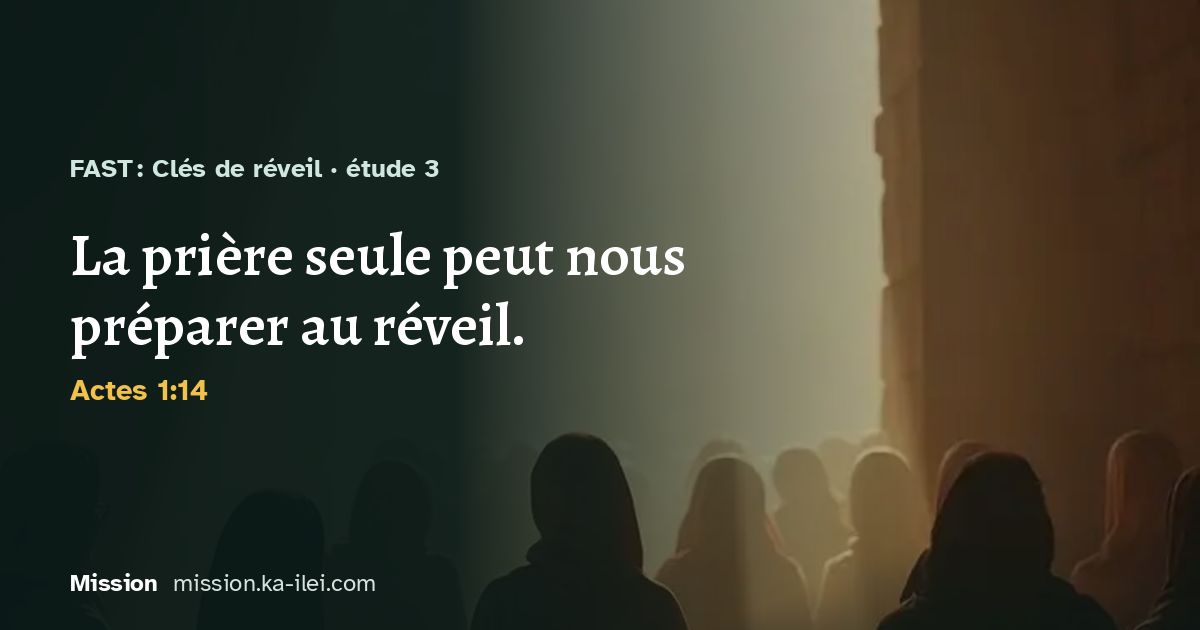 FAST: Clés de réveil · étude 3
La prière seule peut nous
préparer au réveil.
Actes 1:14
Mission mission.ka-ilei.com